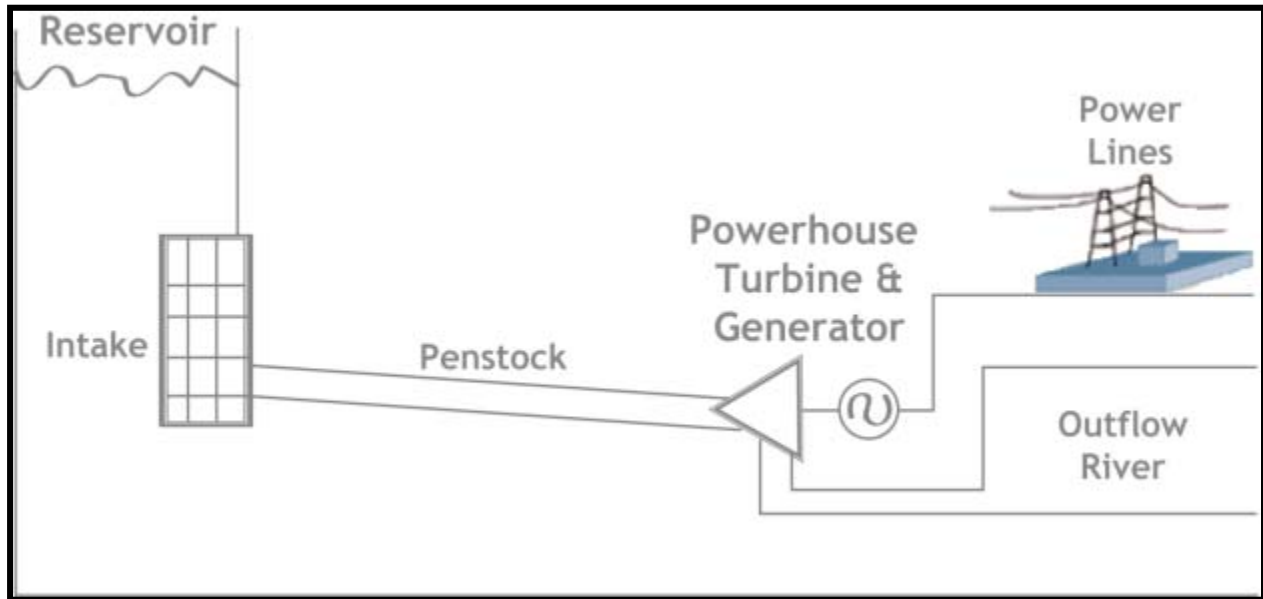 Reservoir
Power
Lines
Powerhouse
Turbine &
Generator
Intake
Penstock
Outflow
River